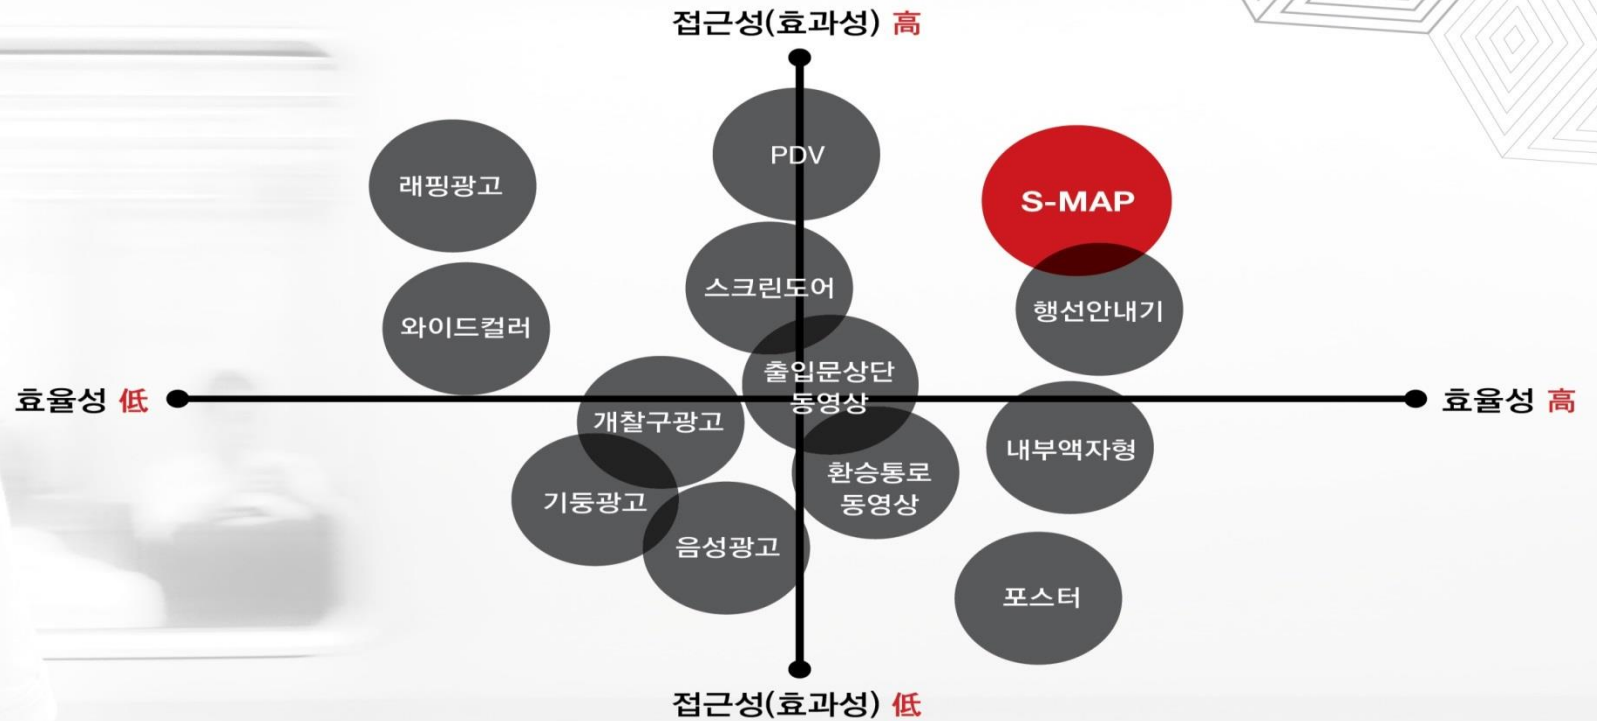 접근성(효과성) 高
PDV
래핑광고
S-MAP
스크린도어
행선안내기
와이드컬러
출입문상단
동영상
효율성 低
효율성 高
개찰구광고
내부액자형
환승통로
동영상
기둥광고
음성광고
포스터
접근성(효과성) 低